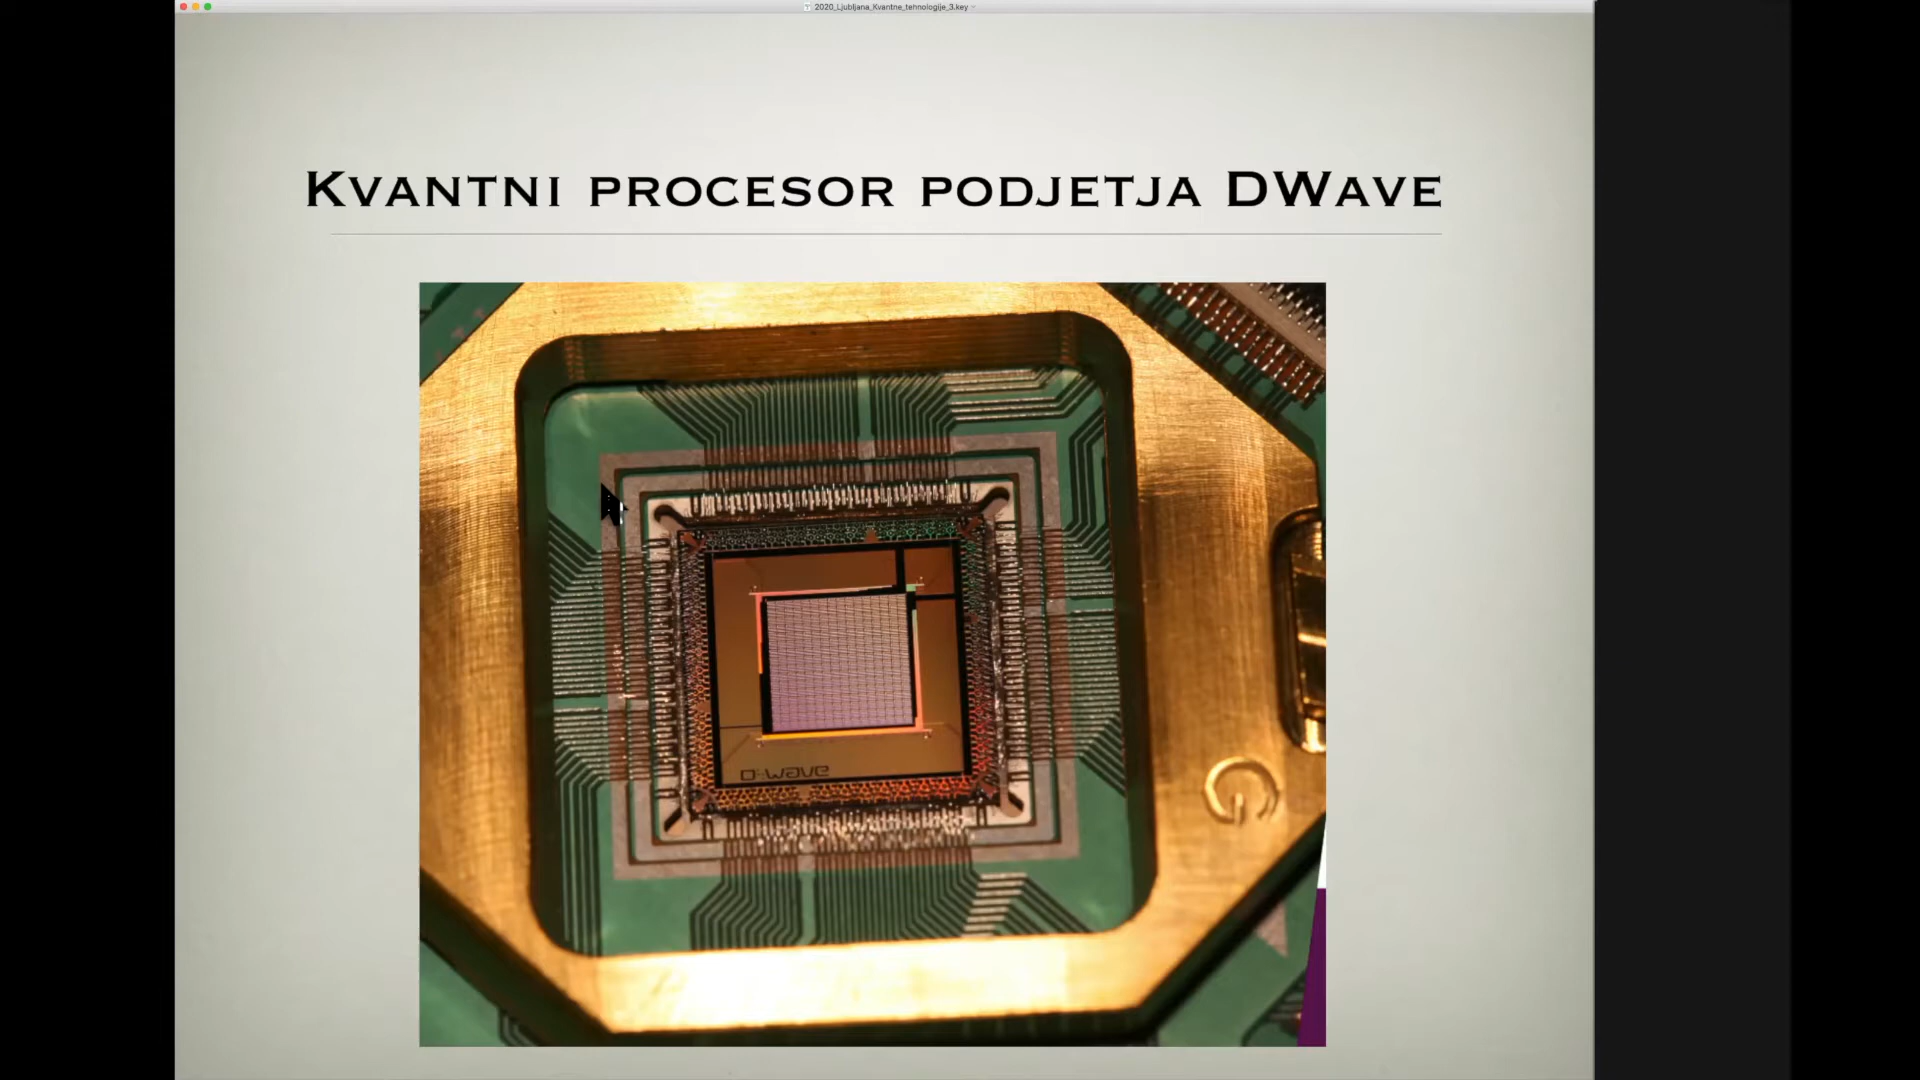 2020_Ljubljana_Kvantne_tehnologije_3.key
Kvantni procesor podjetja DWave
D:wave